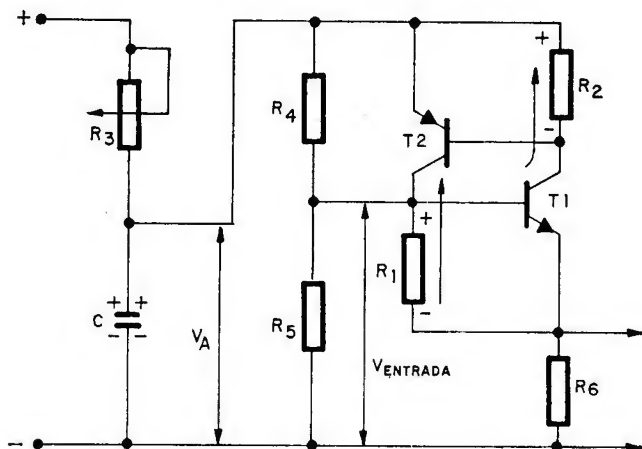 +
+
R2
-
R4
T2
R3
T1
+
R1
-
+ +
C
- -
VA
R5
VENTRADA
R6
-